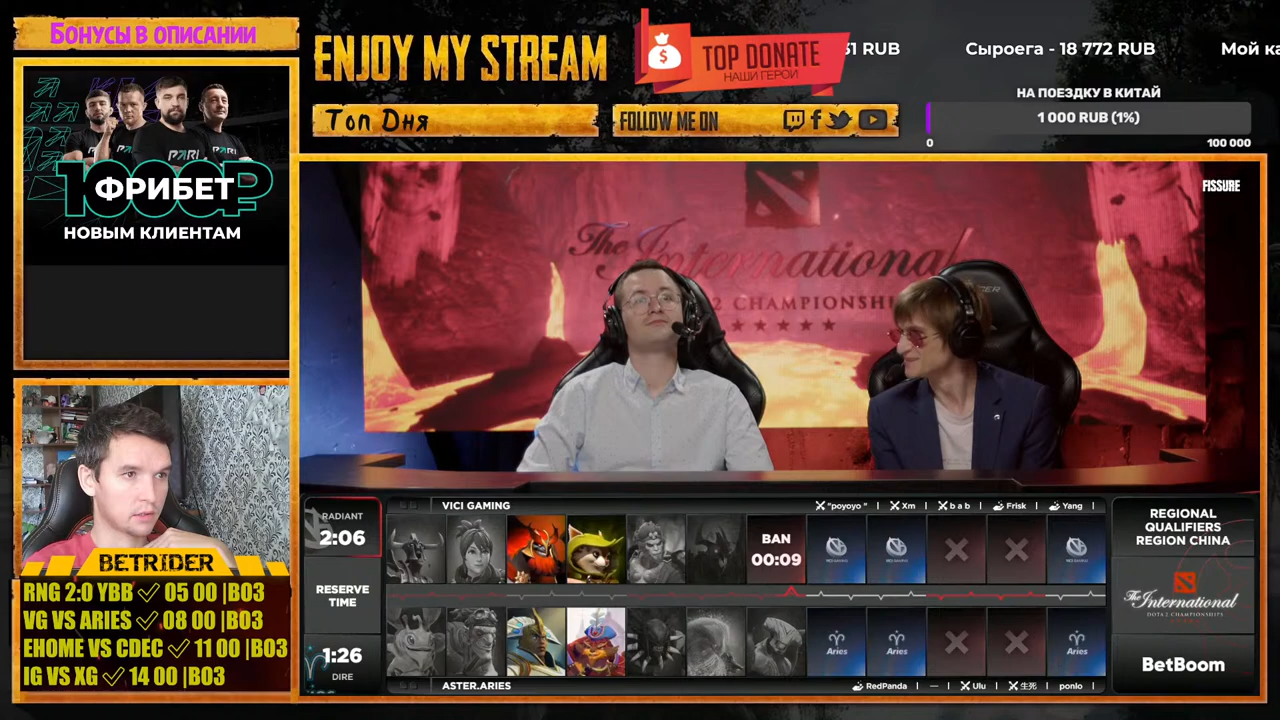 Бонусы в описании
PARI
PARI
1000₽
ФРИБЕТ
НОВЫМ КЛИЕНТАМ
ENJOY MY STREAM
TOP DONATE
НАШИ ГЕРОИ
51 RUB
Сыроега - 18 772 RUB
Мой ка
Топ Дня
FOLLOW ME ON
НА ПОЕЗДКУ В КИТАЙ
1 000 RUB (1%)
0
100 000
FISSURE
The International
2 CHAMPIONSHI
BETRIDER
RNG 2:0 YBB ✓ 05 00 |BO3
VG VS ARIES ✓ 08 00 |BO3
EHOME VS CDEC ✓ 11 00 |BO3
IG VS XG ✓ 14 00 |BO3
RADIANT
2:06
RESERVE
TIME
1:26
DIRE
VICI GAMING
"poyoyo" | Xm | b a b | Frisk | Yang |
BAN
00:09
Aries
Aries
Aries
ASTER.ARIES
RedPanda | — | Ulu | 生死 | ponlo |
REGIONAL
QUALIFIERS
REGION CHINA
The International
DOTA 2 CHAMPIONSHIPS
BetBoom